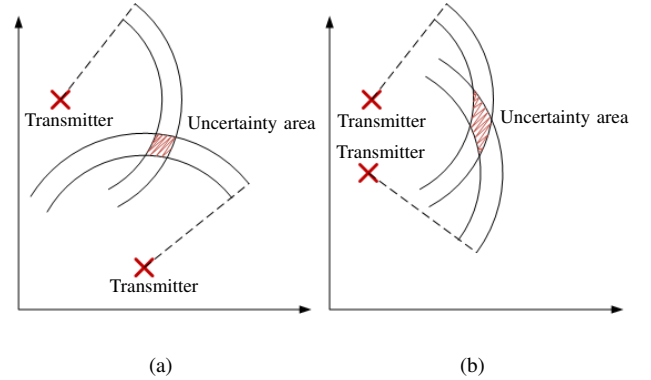 Transmitter
Uncertainty area
Transmitter
(a)
Transmitter
Uncertainty area
Transmitter
(b)